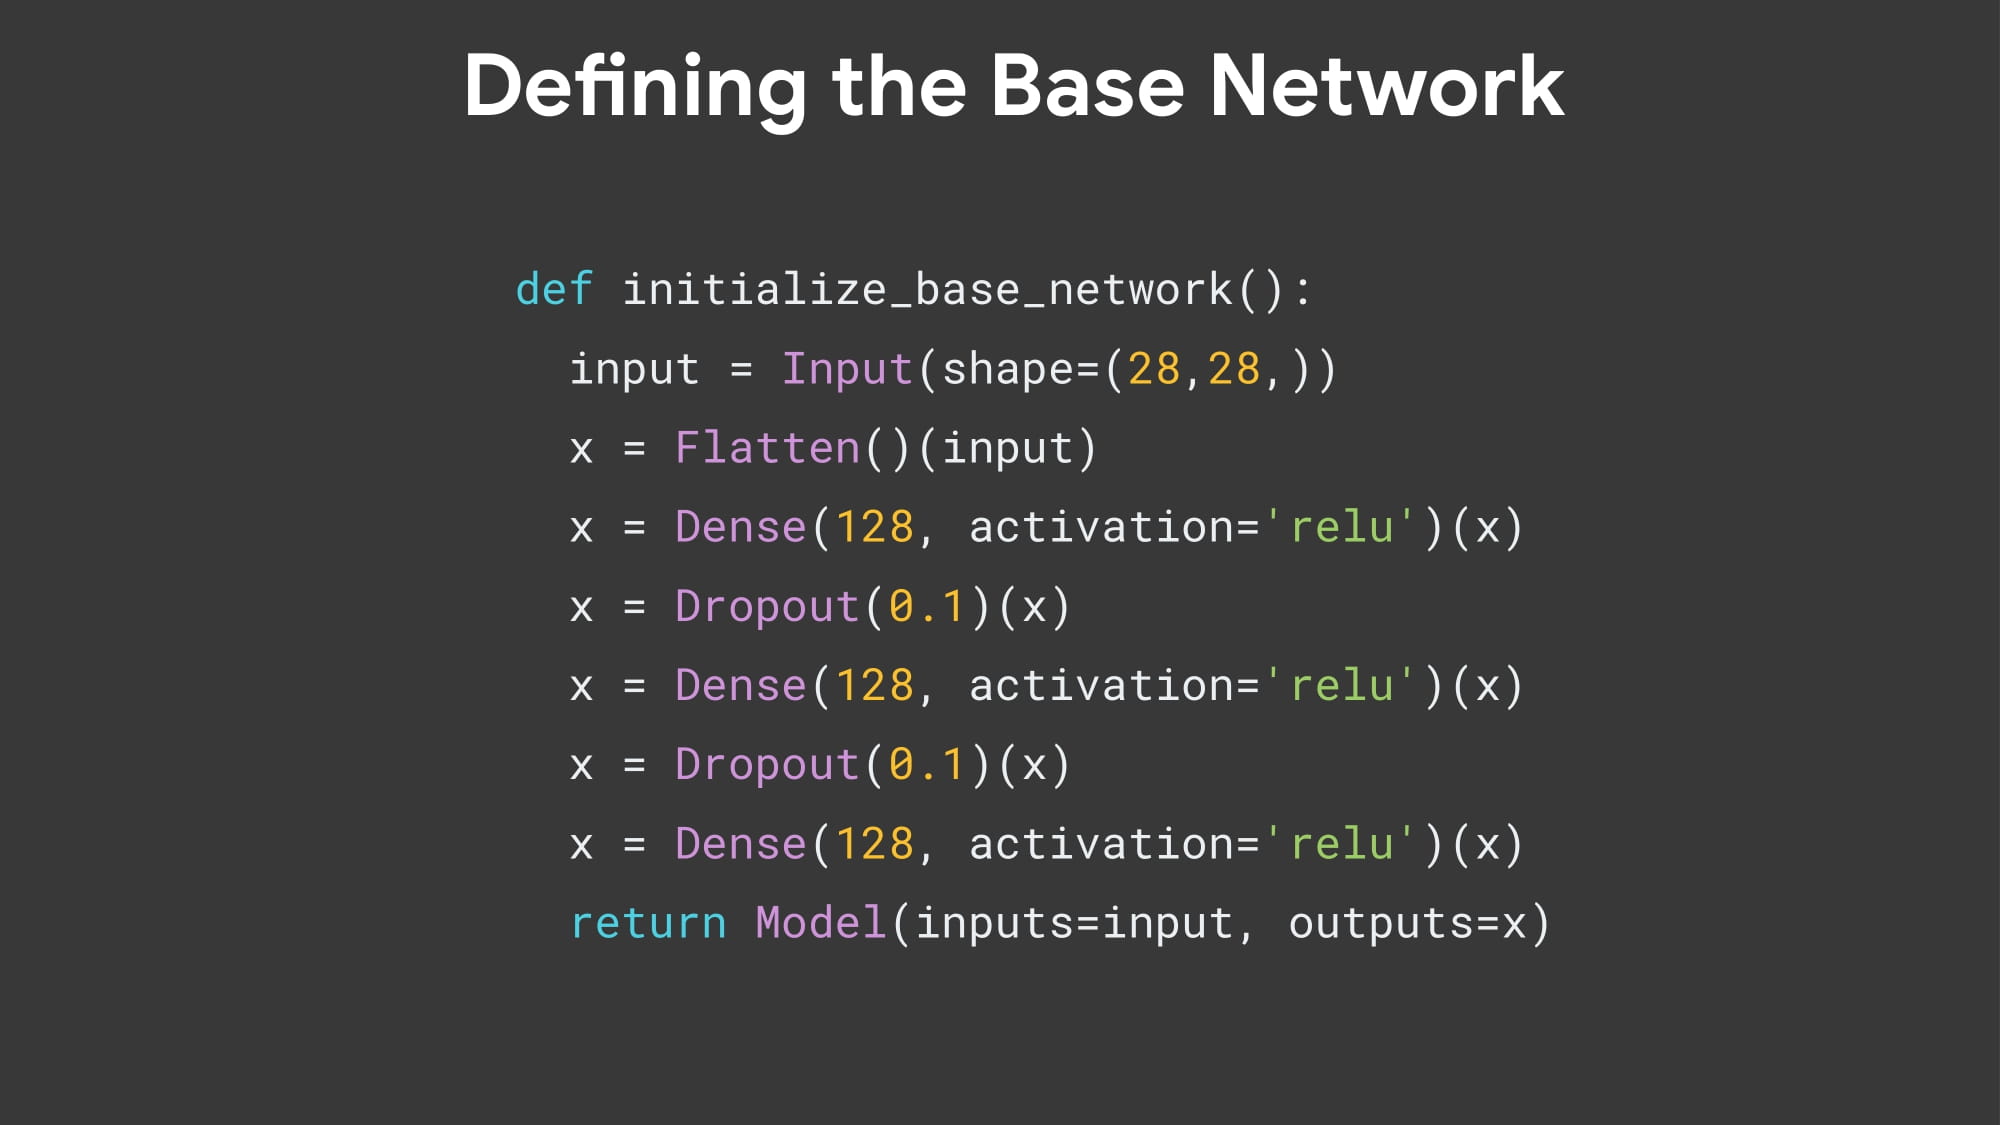 Defining the Base Network
def initialize_base_network():
  input = Input(shape=(28,28,))
  x = Flatten()(input)
  x = Dense(128, activation='relu')(x)
  x = Dropout(0.1)(x)
  x = Dense(128, activation='relu')(x)
  x = Dropout(0.1)(x)
  x = Dense(128, activation='relu')(x)
  return Model(inputs=input, outputs=x)